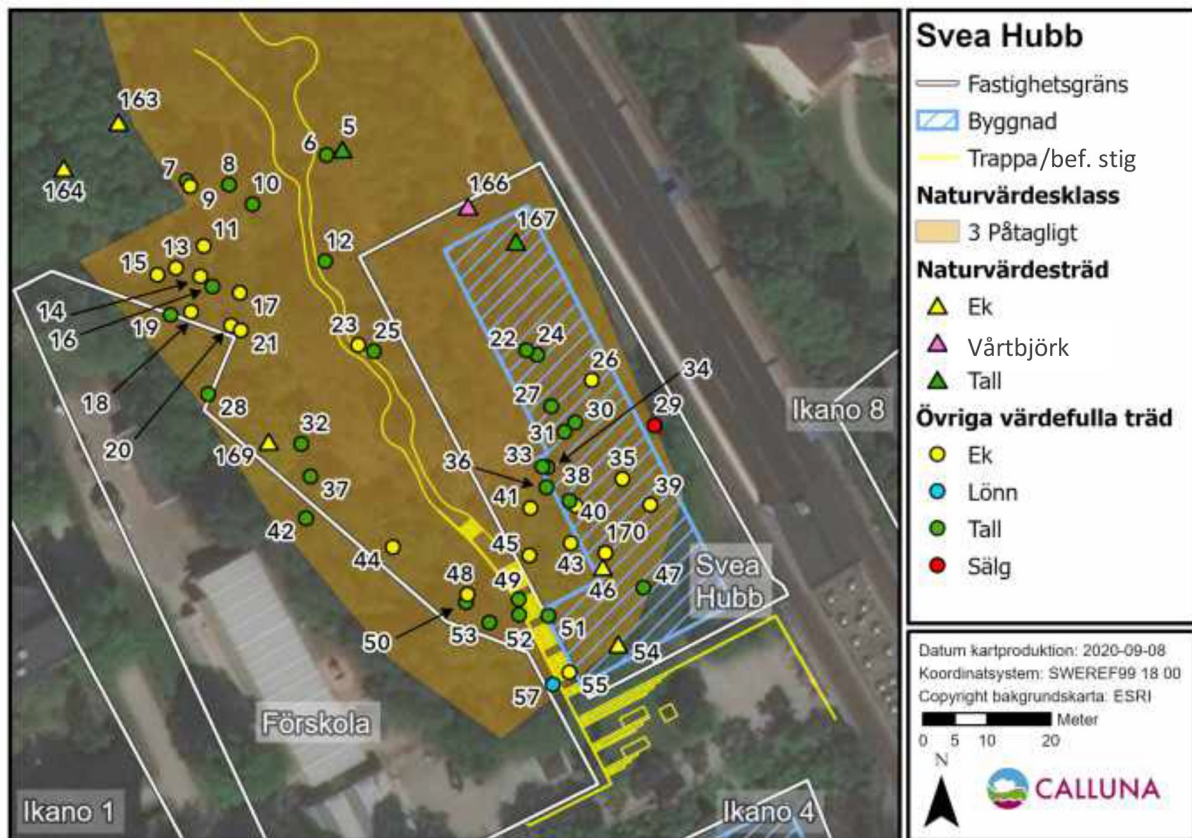 163
5
6
8
7
164
9
10
166
167
11
12
13
15
14
17
16
19
23
25
21
22
24
26
34
18
20
28
27
30
29
Ikano 8
32
31
169
33
36
38
35
37
41
39
40
42
170
44
45
43
46
Svea
Hubb
47
48
49
50
53
52
51
54
57
55
Förskola
Ikano 1
Ikano 4
Svea Hubb
Fastighetsgräns
Byggnad
Trappa/bef. stig
Naturvärdesklass
3 Påtagligt
Naturvärdesträd
Ek
Vårtbjörk
Tall
Övriga värdefulla träd
Ek
Lönn
Tall
Sälg
Datum kartproduktion: 2020-09-08
Koordinatsystem: SWEREF99 18 00
Copyright bakgrundskarta: ESRI
Meter
0 5 10 20
N
CALLUNA